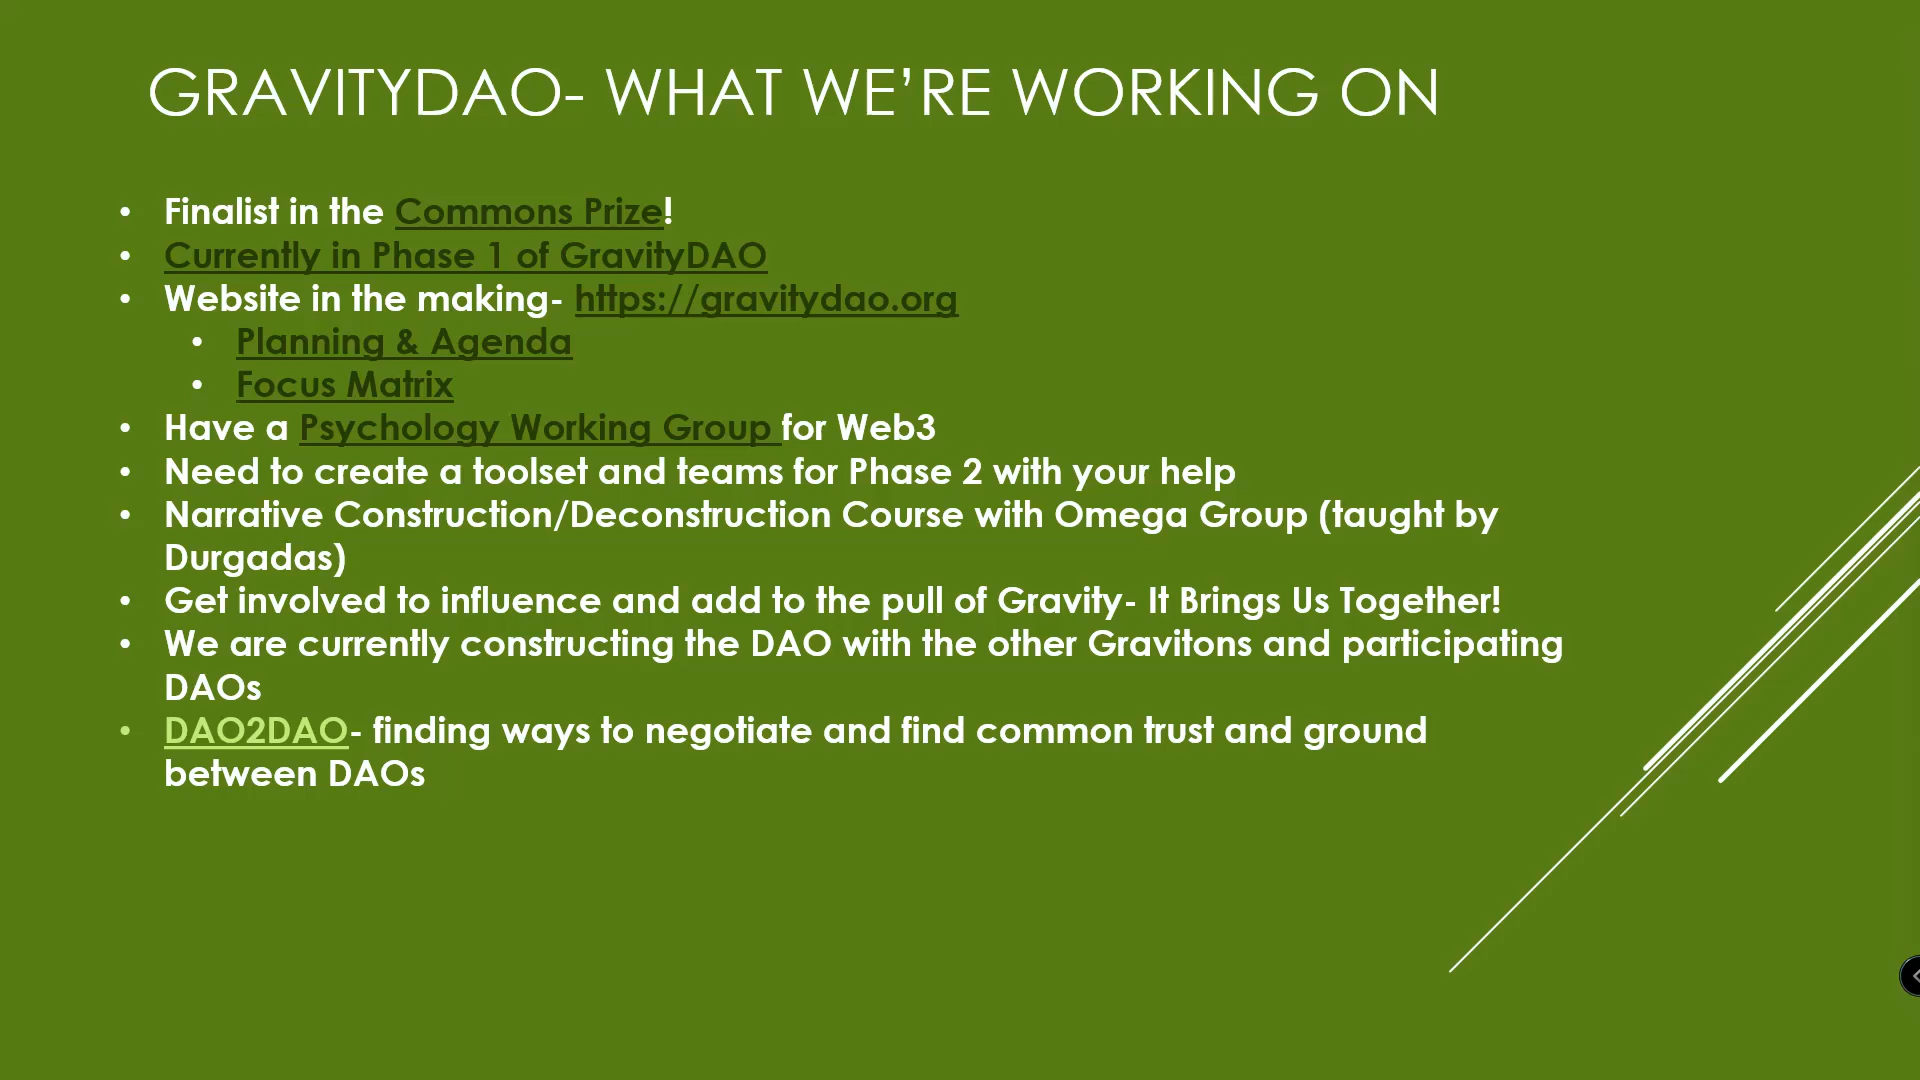 GRAVITYDAO- WHAT WE’RE WORKING ON
• Finalist in the Commons Prize!
• Currently in Phase 1 of GravityDAO
• Website in the making- https://gravitydao.org
• Planning & Agenda
• Focus Matrix
• Have a Psychology Working Group for Web3
• Need to create a toolset and teams for Phase 2 with your help
• Narrative Construction/Deconstruction Course with Omega Group (taught by
Durgadas)
• Get involved to influence and add to the pull of Gravity- It Brings Us Together!
• We are currently constructing the DAO with the other Gravitons and participating
DAOs
• DAO2DAO- finding ways to negotiate and find common trust and ground
between DAOs